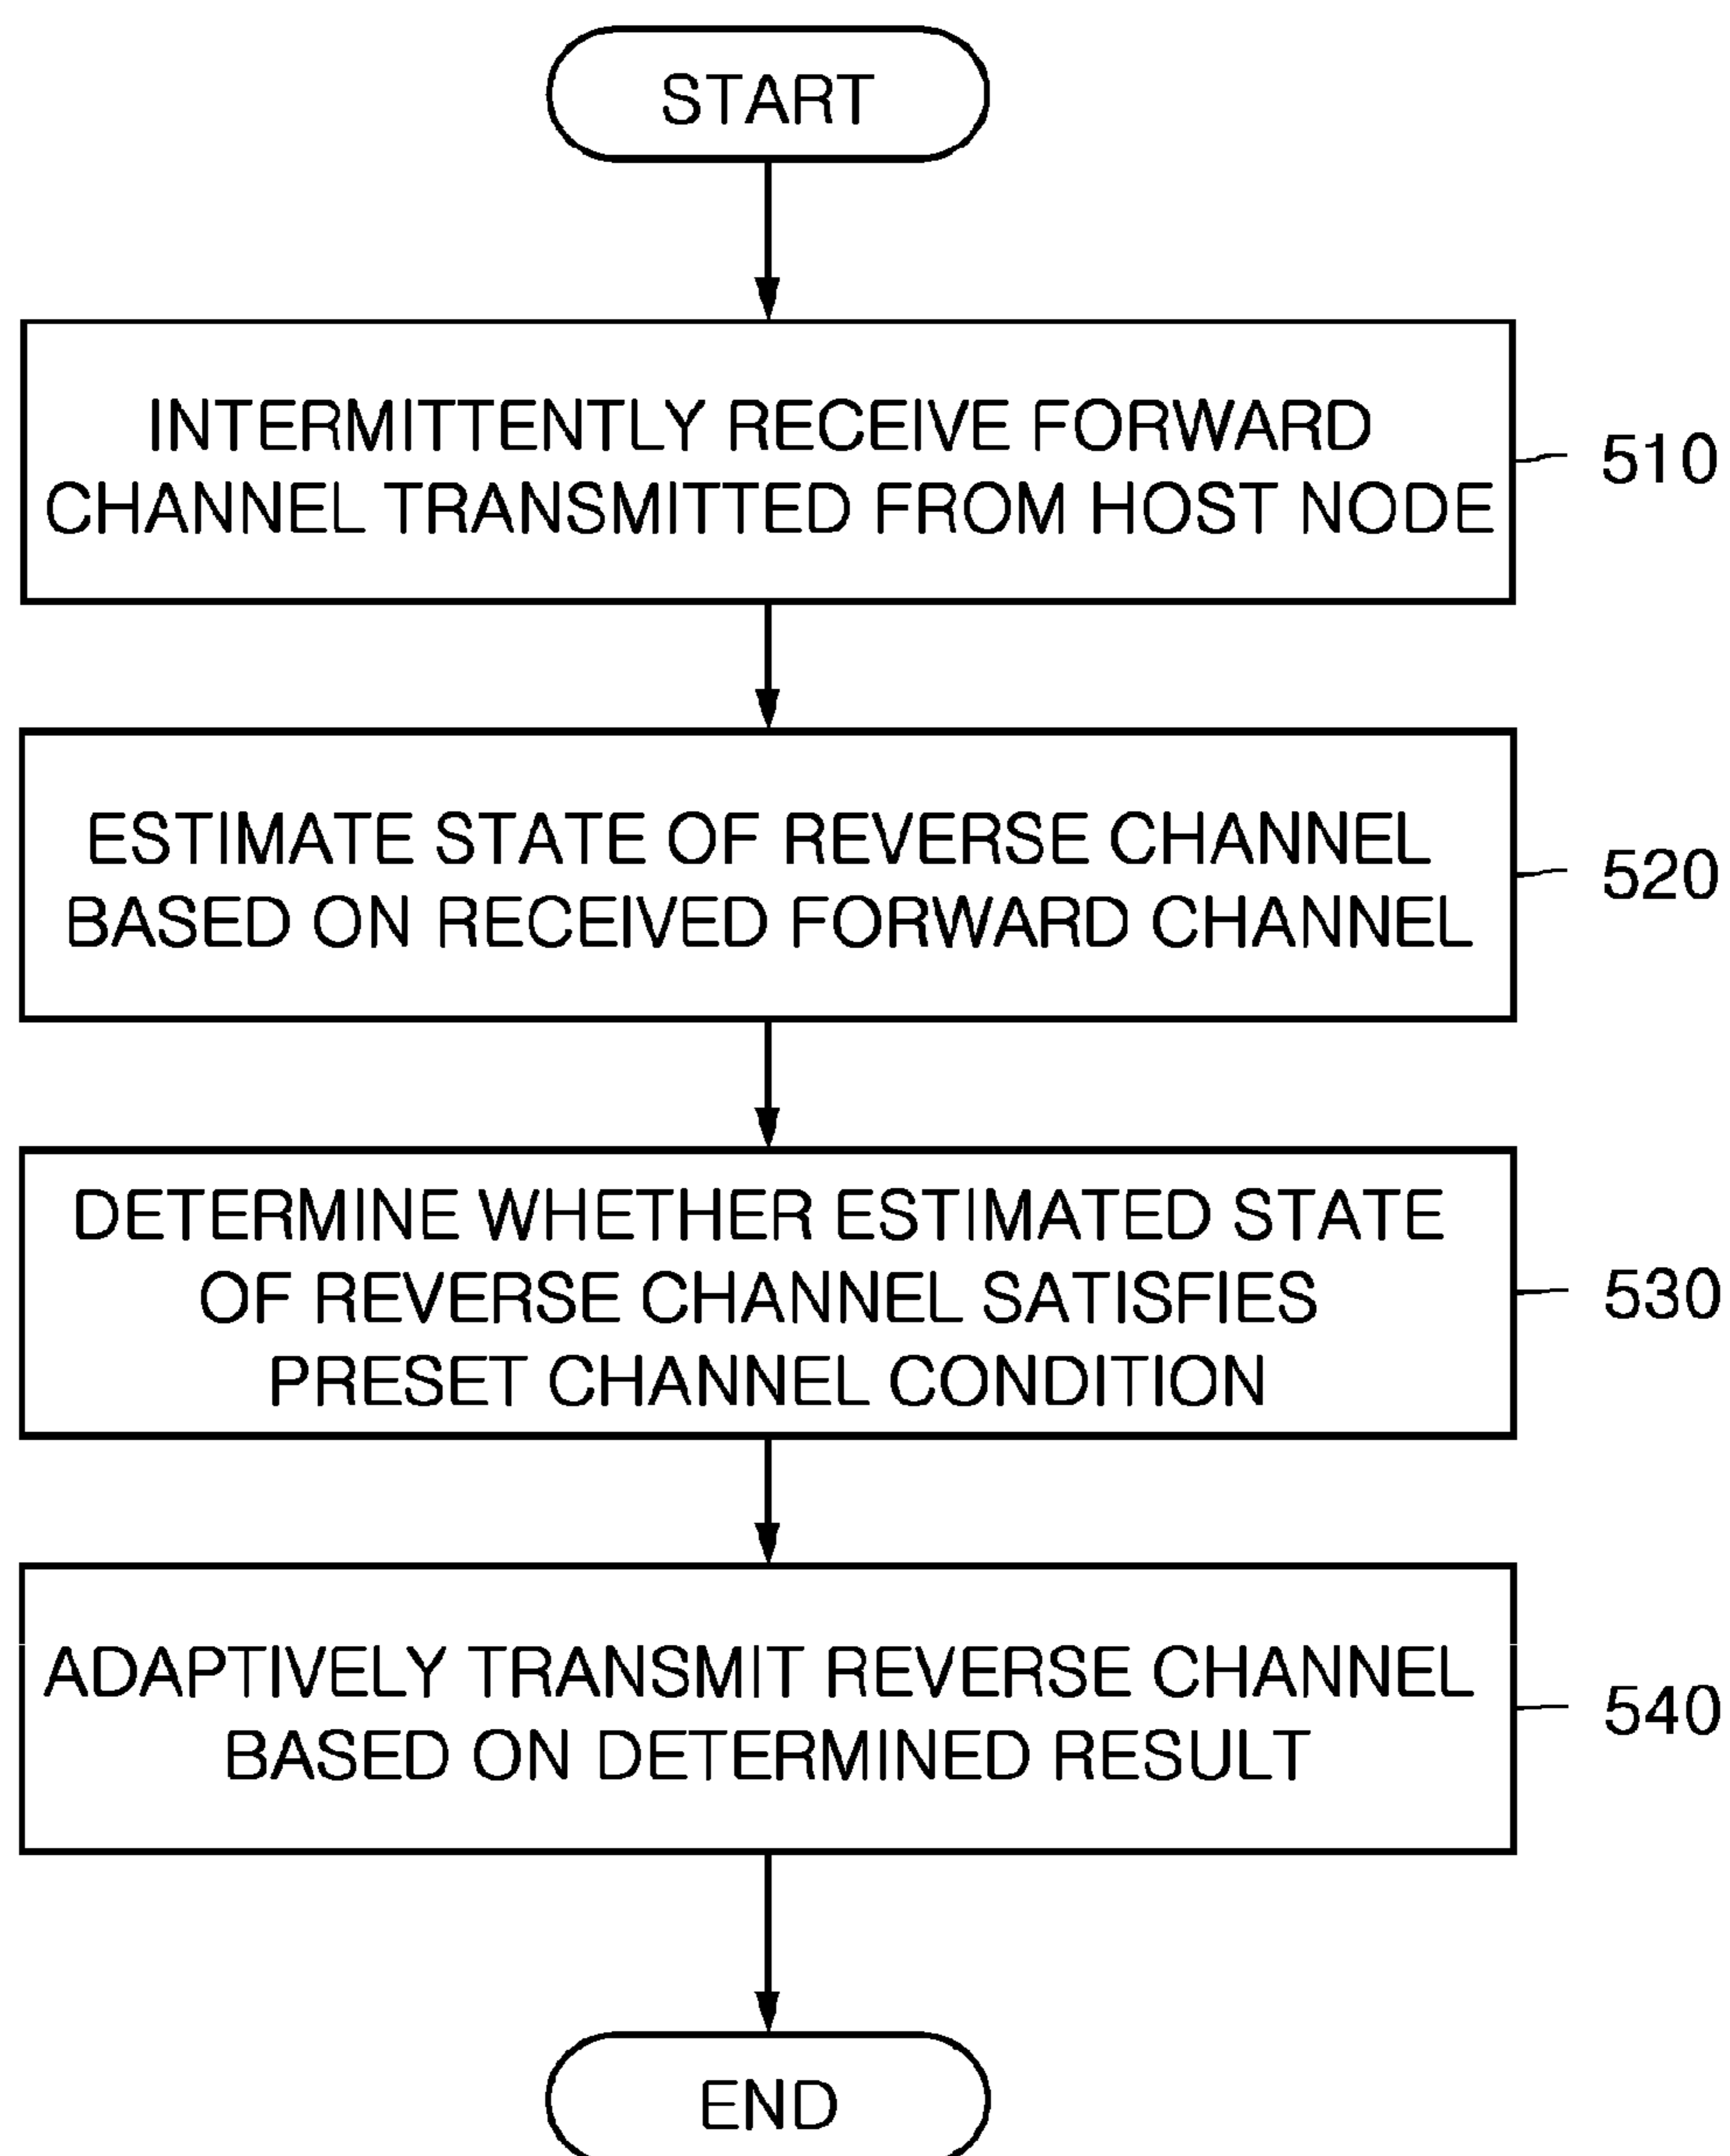 START
INTERMITTENTLY RECEIVE FORWARD
CHANNEL TRANSMITTED FROM HOST NODE
510
ESTIMATE STATE OF REVERSE CHANNEL
BASED ON RECEIVED FORWARD CHANNEL
520
DETERMINE WHETHER ESTIMATED STATE
OF REVERSE CHANNEL SATISFIES
PRESET CHANNEL CONDITION
530
ADAPTIVELY TRANSMIT REVERSE CHANNEL
BASED ON DETERMINED RESULT
540
END